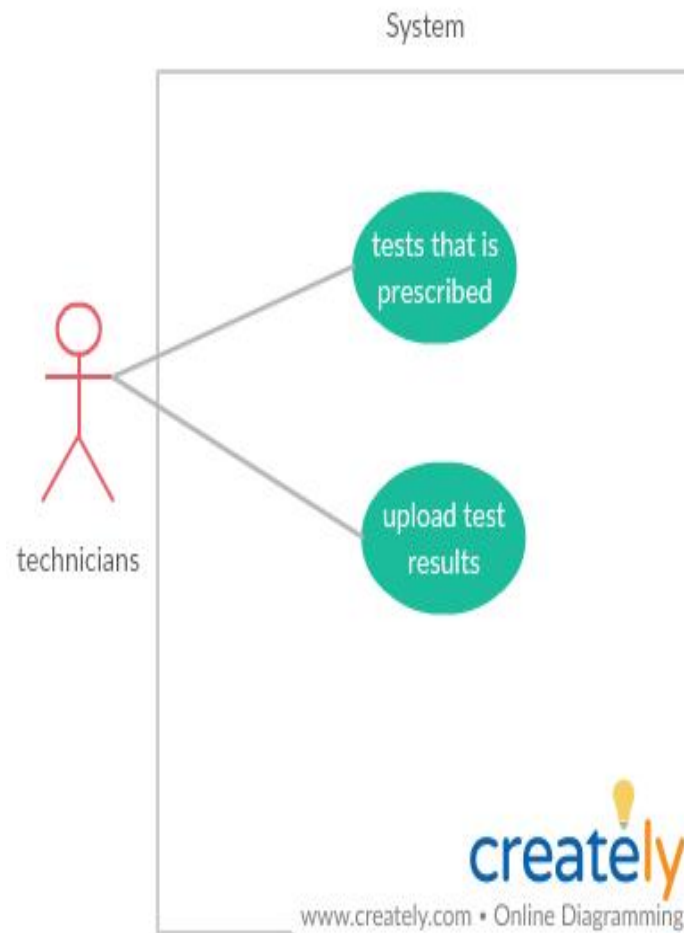 System
tests that is
prescribed
technicians
upload test
results
creately
www.creately.com • Online Diagramming